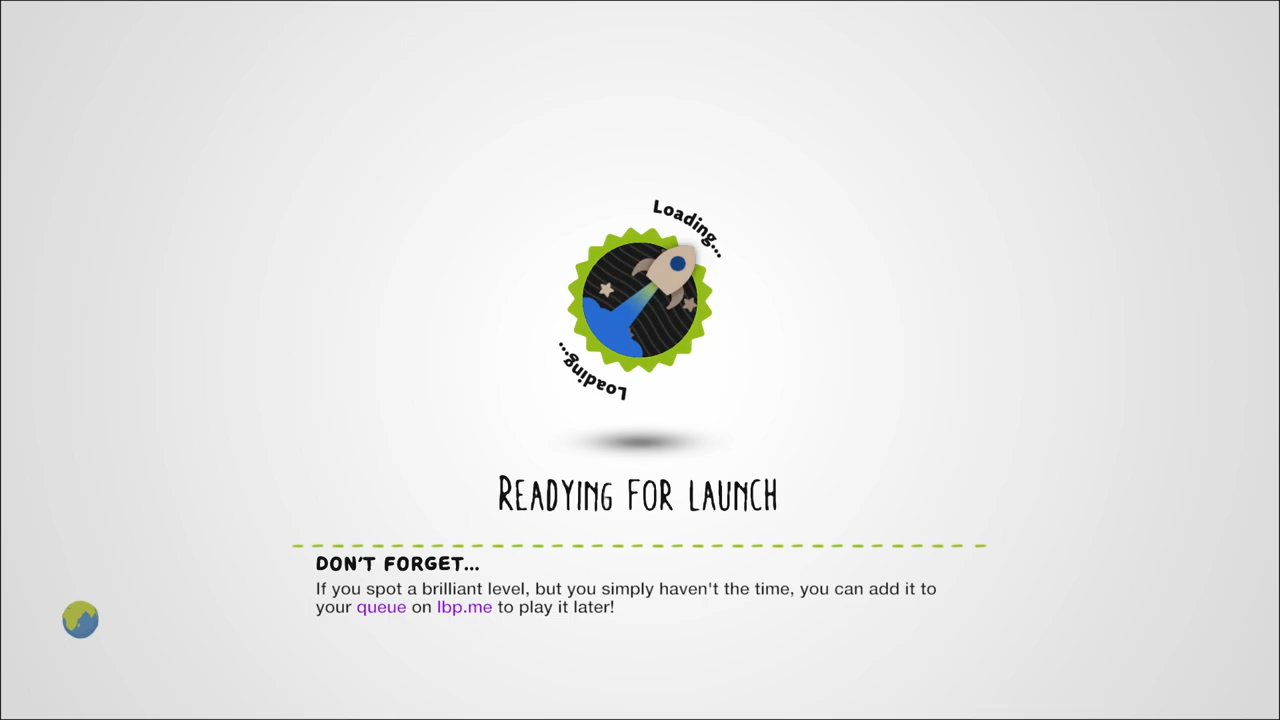 Loading...
Loading...
READYING FOR LAUNCH
DON'T FORGET...
If you spot a brilliant level, but you simply haven't the time, you can add it to
your queue on lbp.me to play it later!